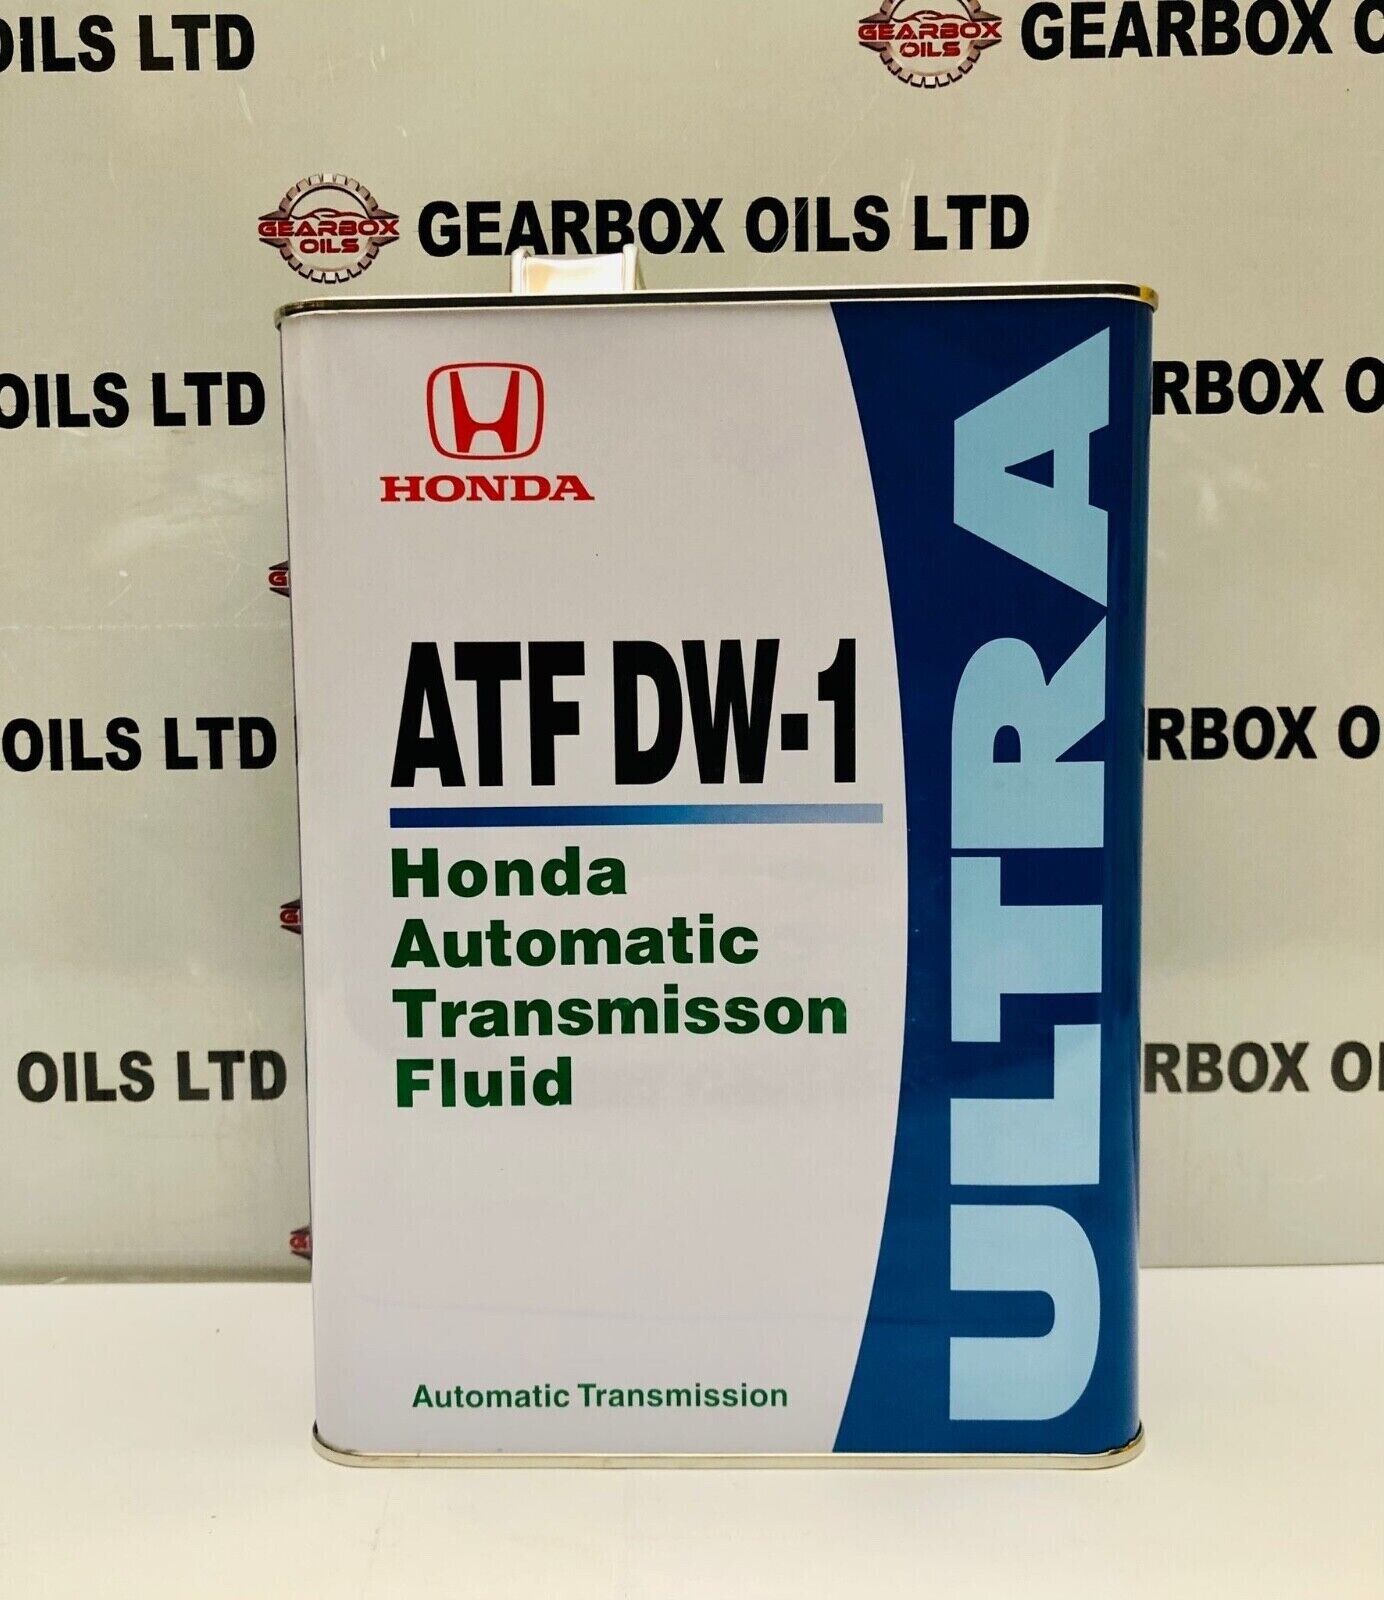 OILS LTD
GEARBOX
OILS
GEARBOX O
GEARBOX
OILS
GEARBOX OILS LTD
HONDA
OILS LTD
RBOX O
ATF DW-1
OILS LTD
RBOX O
Honda
Automatic
Transmisson
Fluid
OILS LTD
RBOX OI
Automatic Transmission
ULTRA